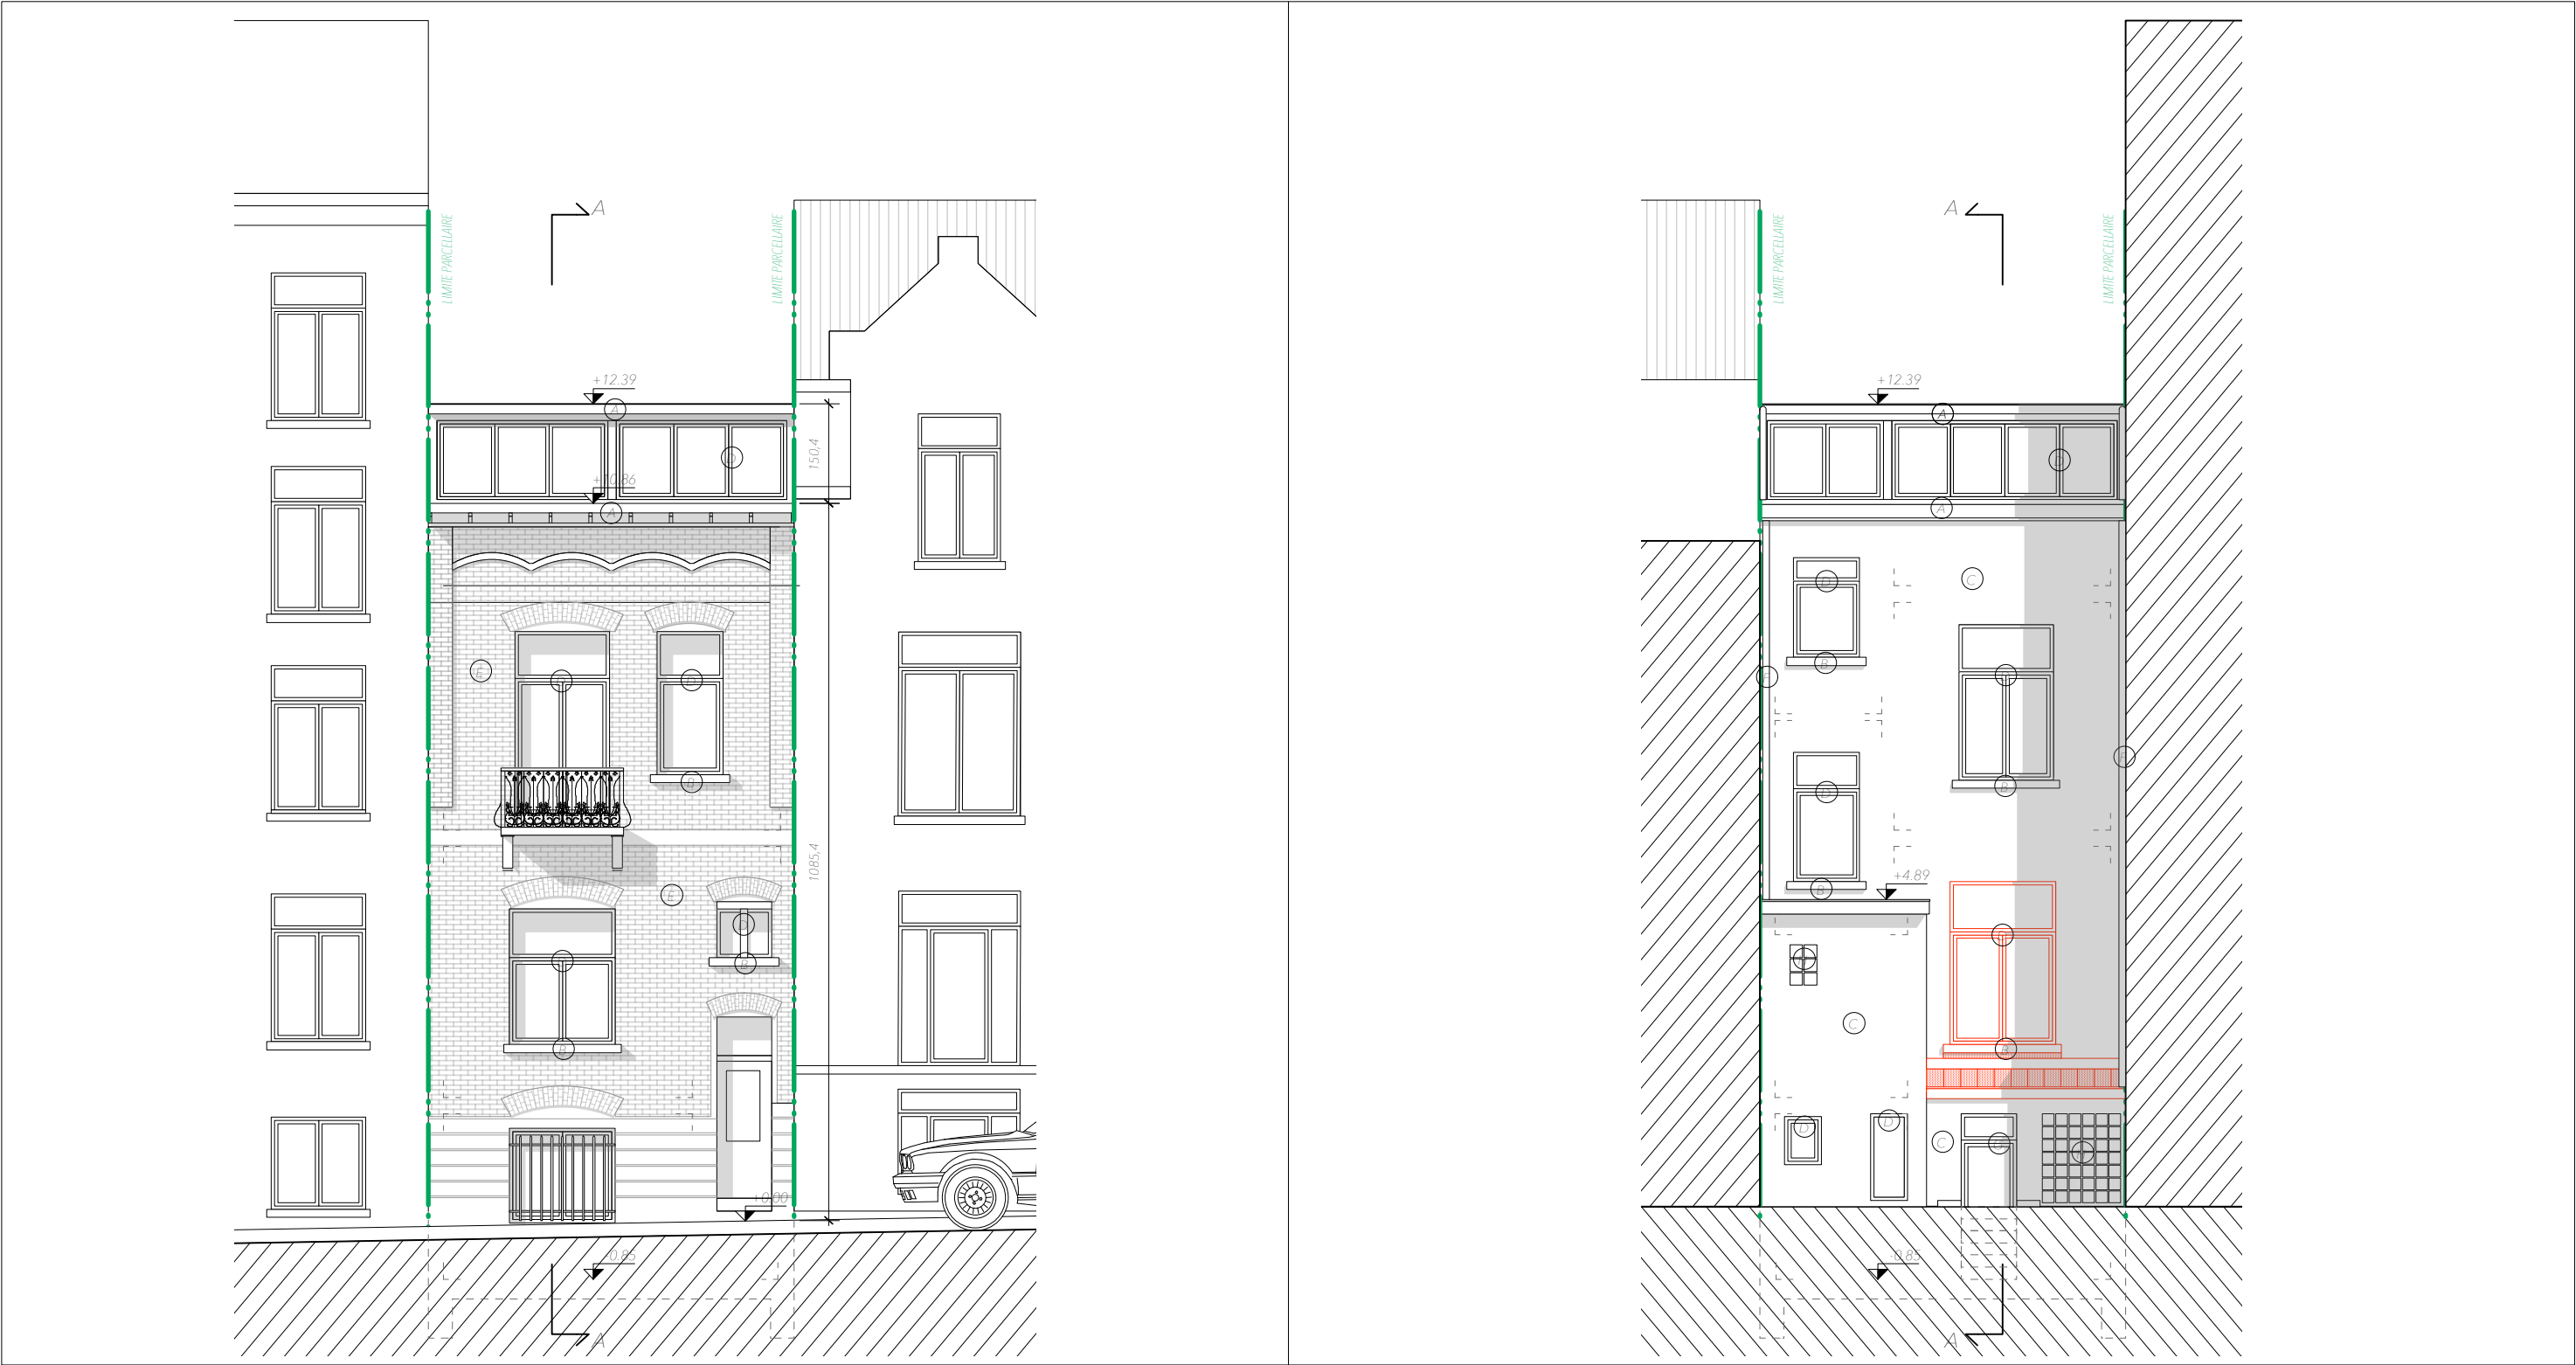 A
LIMITE PARCELLAIRE
LIMITE PARCELLAIRE
+12.39
A
D
150,4
+10.86
A
E
D
D
B
1085,4
E
D
B
D
B
+0.00
-0.85
A
A
LIMITE PARCELLAIRE
LIMITE PARCELLAIRE
+12.39
A
D
A
D
C
B
F
D
F
D
B
+4.89
B
D
C
B
D
D
C
-0.85
A